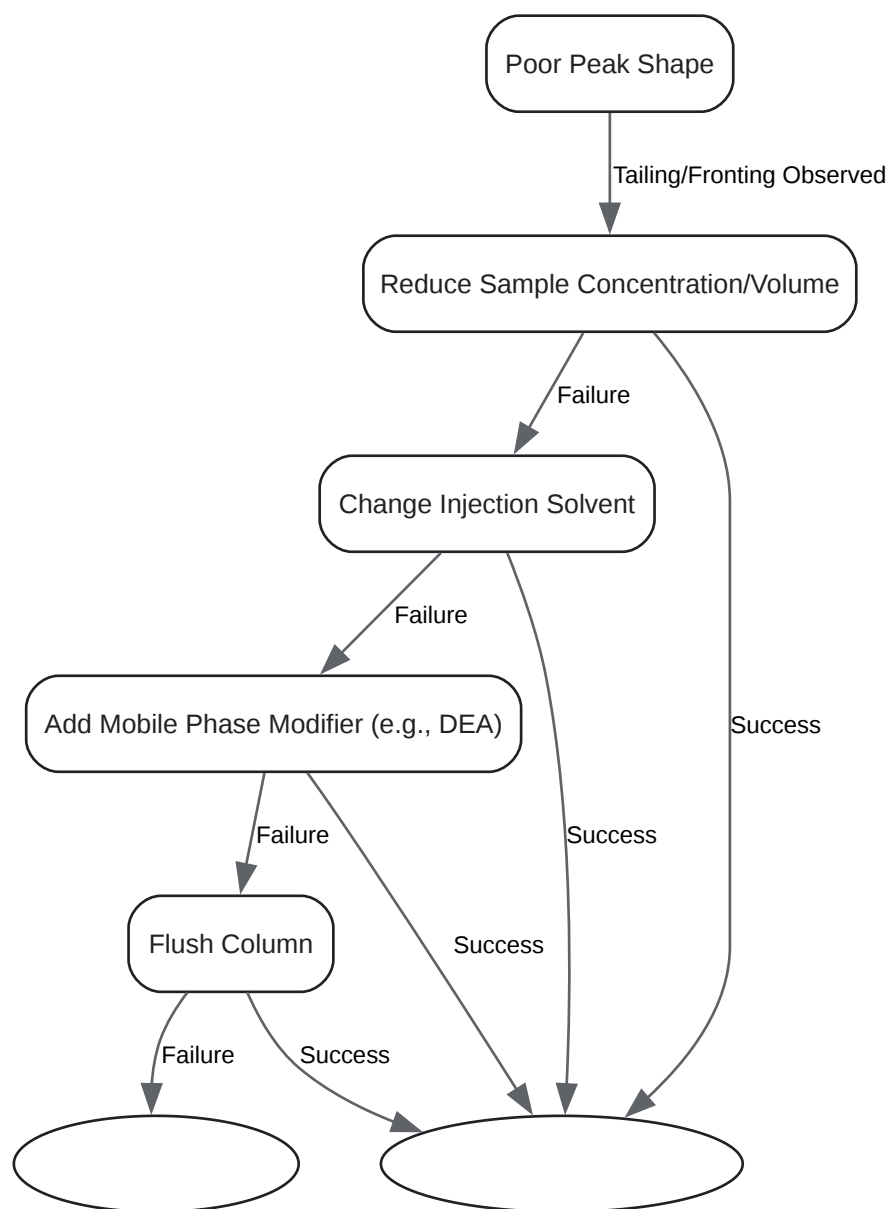 Poor Peak Shape
Tailing/Fronting Observed
Reduce Sample Concentration/Volume
Failure
Change Injection Solvent
Failure
Add Mobile Phase Modifier (e.g., DEA)
Success
Failure
Success
Flush Column
Success
Failure
Success